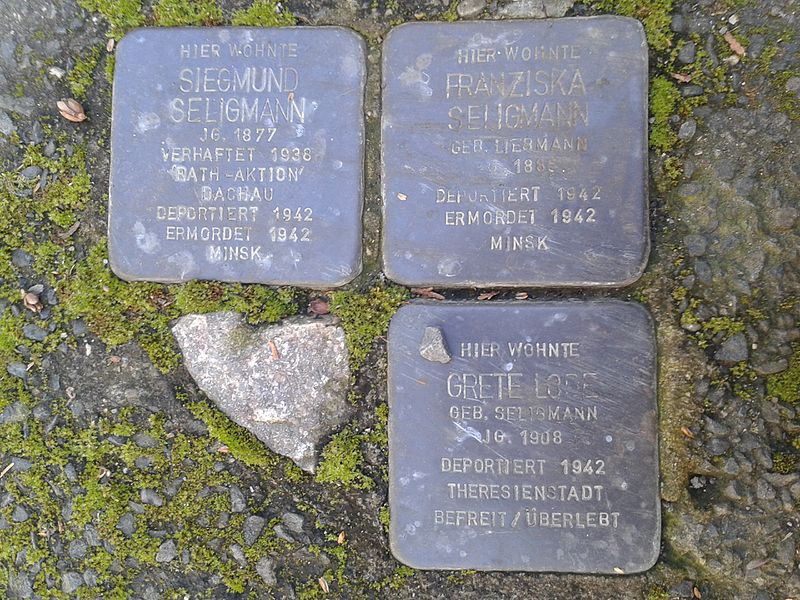 HIER WOHNTE
SIEGMUND
SELIGMANN
JG. 1877
VERHAFTET 1938
'RATH-AKTION'
DACHAU
DEPORTIERT 1942
ERMORDET 1942
MINSK
HIER WOHNTE
FRANZISKA
SELIGMANN
GEB. LIEBMANN
DEPORTIERT 1942
ERMORDET 1942
MINSK
HIER WOHNTE
GRETE
GEB. SELIGMANN
JG. 1908
DEPORTIERT 1942
THERESIENSTADT
BEFREIT/ÜBERLEBT